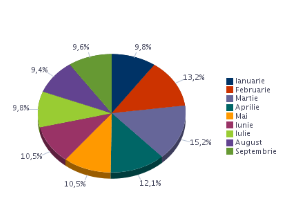 9,6%
9,8%
9,4%
13,2%
9,8%
15,2%
10,5%
10,5%
12,1%
Ianuarie
Februarie
Martie
Aprilie
Mai
Iunie
Iulie
August
Septembrie